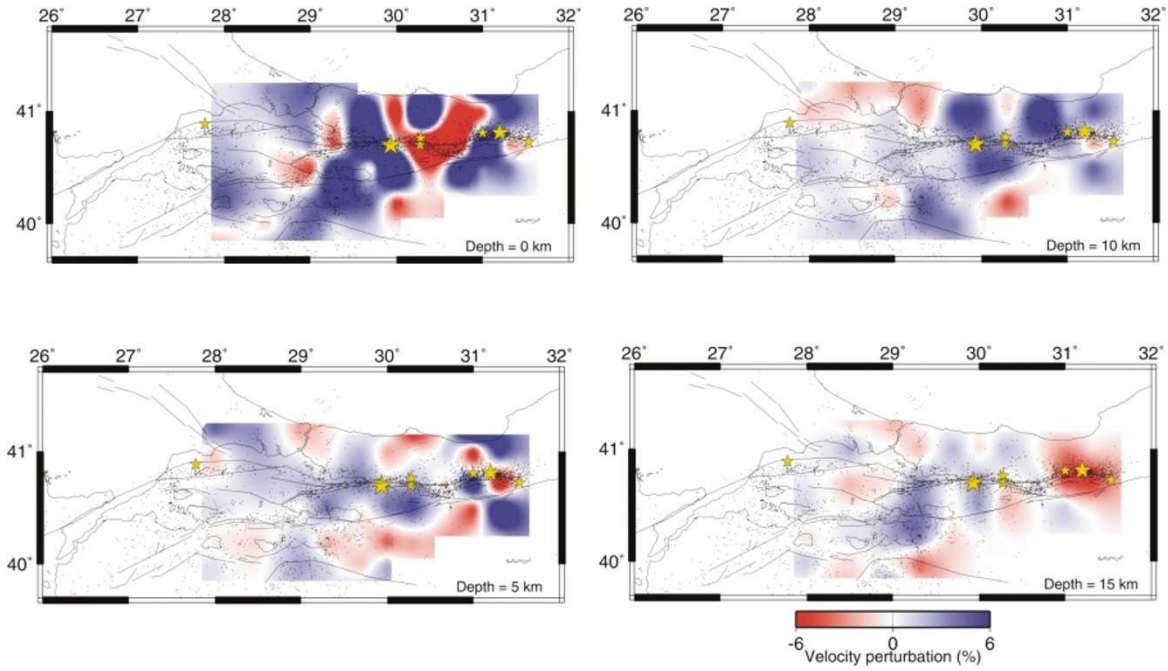 26˚ 27˚ 28˚ 29˚ 30˚ 31˚ 32˚
41˚
40˚
Depth = 0 km
26˚ 27˚ 28˚ 29˚ 30˚ 31˚ 32˚
41˚
40˚
Depth = 10 km
26˚ 27˚ 28˚ 29˚ 30˚ 31˚ 32˚
41˚
40˚
Depth = 5 km
26˚ 27˚ 28˚ 29˚ 30˚ 31˚ 32˚
41˚
40˚
Depth = 15 km
-6 0 6
Velocity perturbation (%)